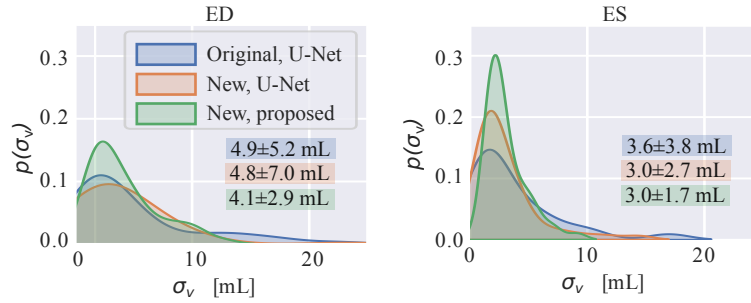 ED
0.3
0.2
0.1
0.0
p(σᵥ)
Original, U-Net
New, U-Net
New, proposed
4.9±5.2 mL
4.8±7.0 mL
4.1±2.9 mL
0 10 20
σᵥ [mL]
ES
0.3
0.2
0.1
0.0
p(σᵥ)
3.6±3.8 mL
3.0±2.7 mL
3.0±1.7 mL
0 10 20
σᵥ [mL]